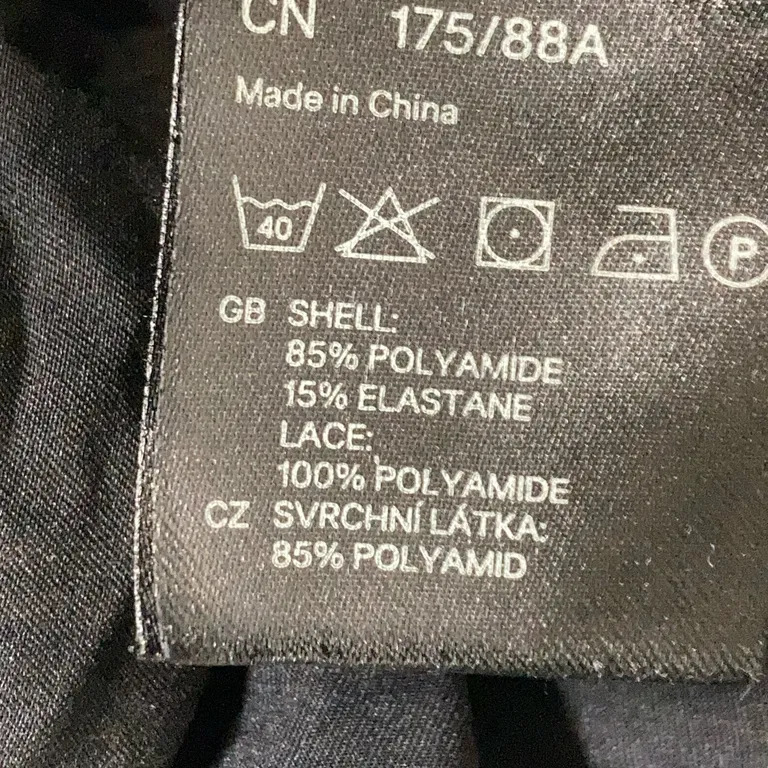 CN 175/88A
Made in China
40 P
GB SHELL:
85% POLYAMIDE
15% ELASTANE
LACE:
100% POLYAMIDE
CZ SVRCHNÍ LÁTKA:
85% POLYAMID